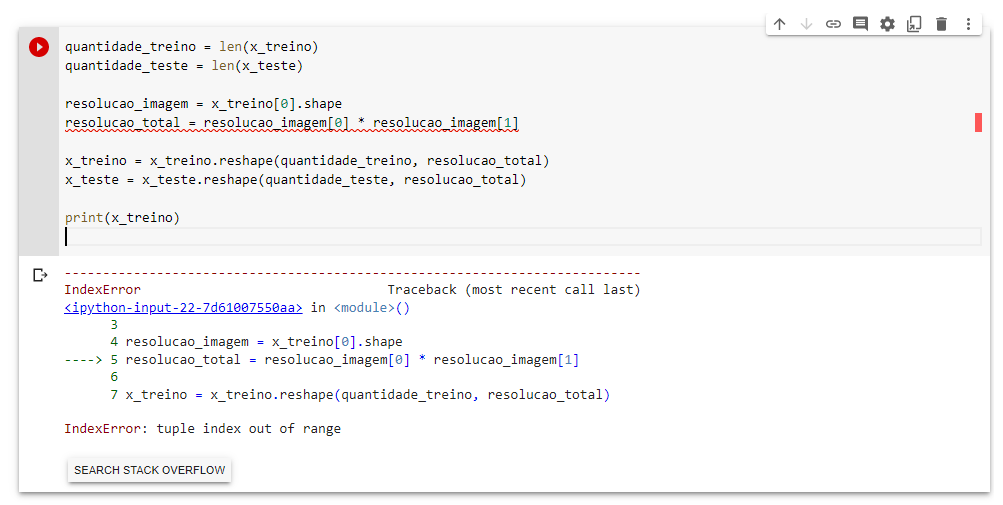 quantidade_treino = len(x_treino)
quantidade_teste = len(x_teste)
resolucao_imagem = x_treino[0].shape
resolucao_total = resolucao_imagem[0] * resolucao_imagem[1]
x_treino = x_treino.reshape(quantidade_treino, resolucao_total)
x_teste = x_teste.reshape(quantidade_teste, resolucao_total)
print(x_treino)
---------------------------------------------------------------------------
IndexError                                Traceback (most recent call last)
<ipython-input-22-7d61007550aa> in <module>()
      3
      4 resolucao_imagem = x_treino[0].shape
----> 5 resolucao_total = resolucao_imagem[0] * resolucao_imagem[1]
      6
      7 x_treino = x_treino.reshape(quantidade_treino, resolucao_total)
IndexError: tuple index out of range
SEARCH STACK OVERFLOW